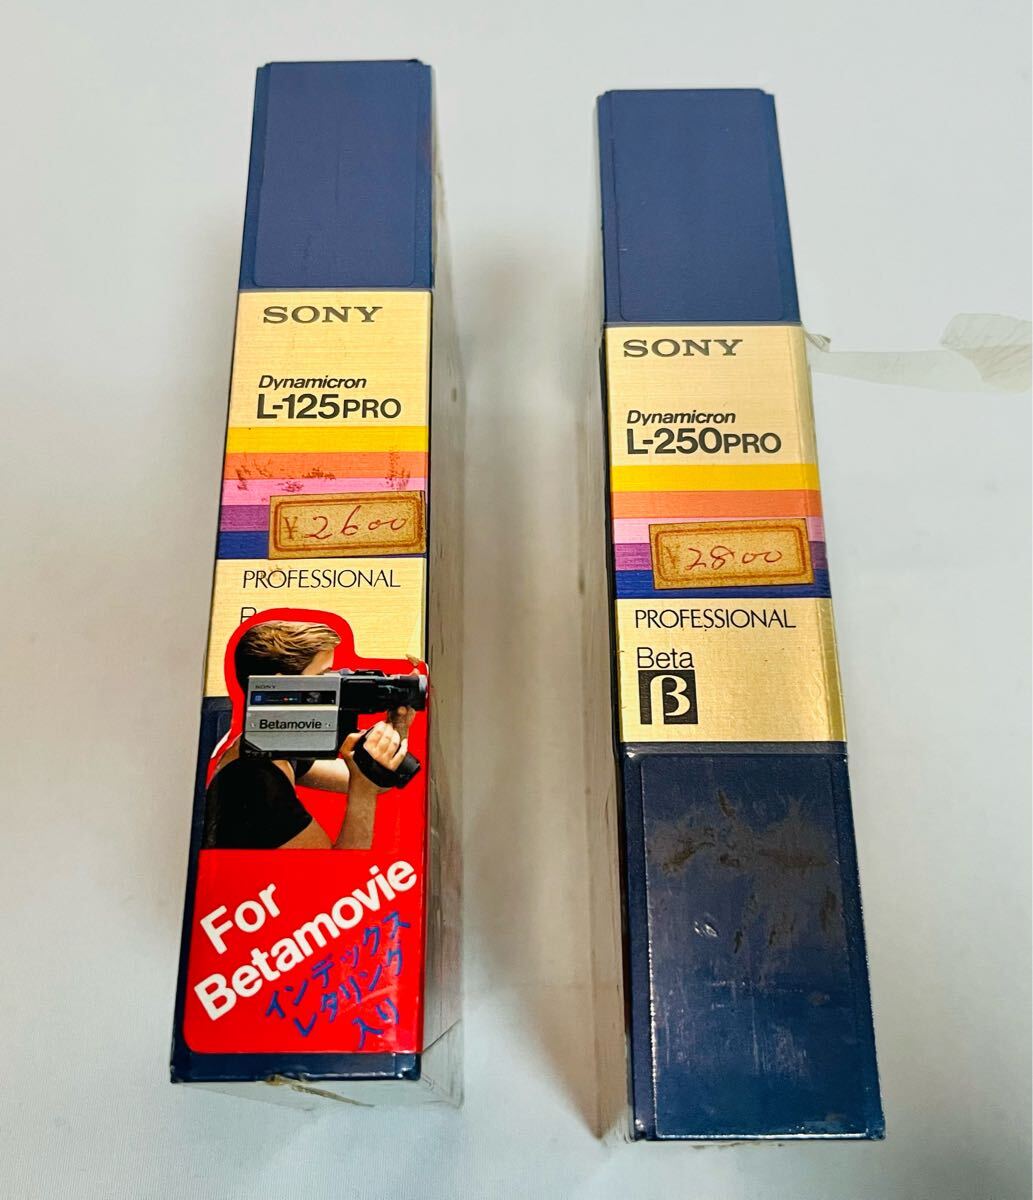 SONY
Dynamicron
L-125PRO
¥2600
PROFESSIONAL
SONY
Betamovie
For
Betamovie
インデックス
レタリング
入り
SONY
Dynamicron
L-250PRO
¥2800
PROFESSIONAL
Beta
β